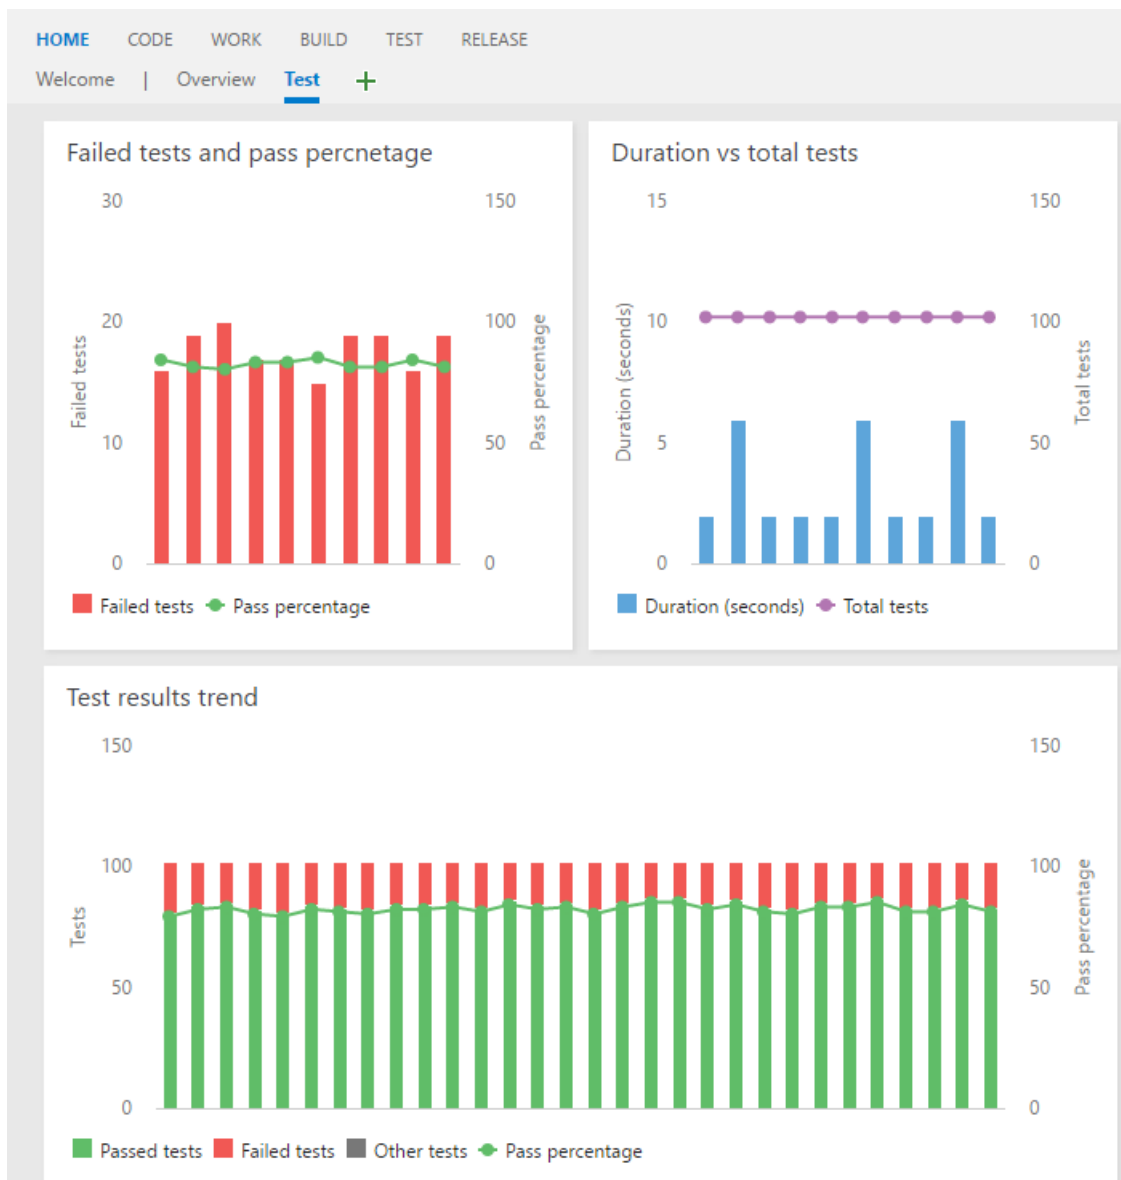 HOME CODE WORK BUILD TEST RELEASE
Welcome | Overview Test +
Failed tests and pass percnetage
30 150
20 100
10 50
0 0
Failed tests
Pass percentage
Failed tests Pass percentage
Duration vs total tests
15 150
10 100
5 50
0 0
Duration (seconds)
Total tests
Duration (seconds) Total tests
Test results trend
150 150
100 100
50 50
0 0
Tests
Pass percentage
Passed tests Failed tests Other tests Pass percentage